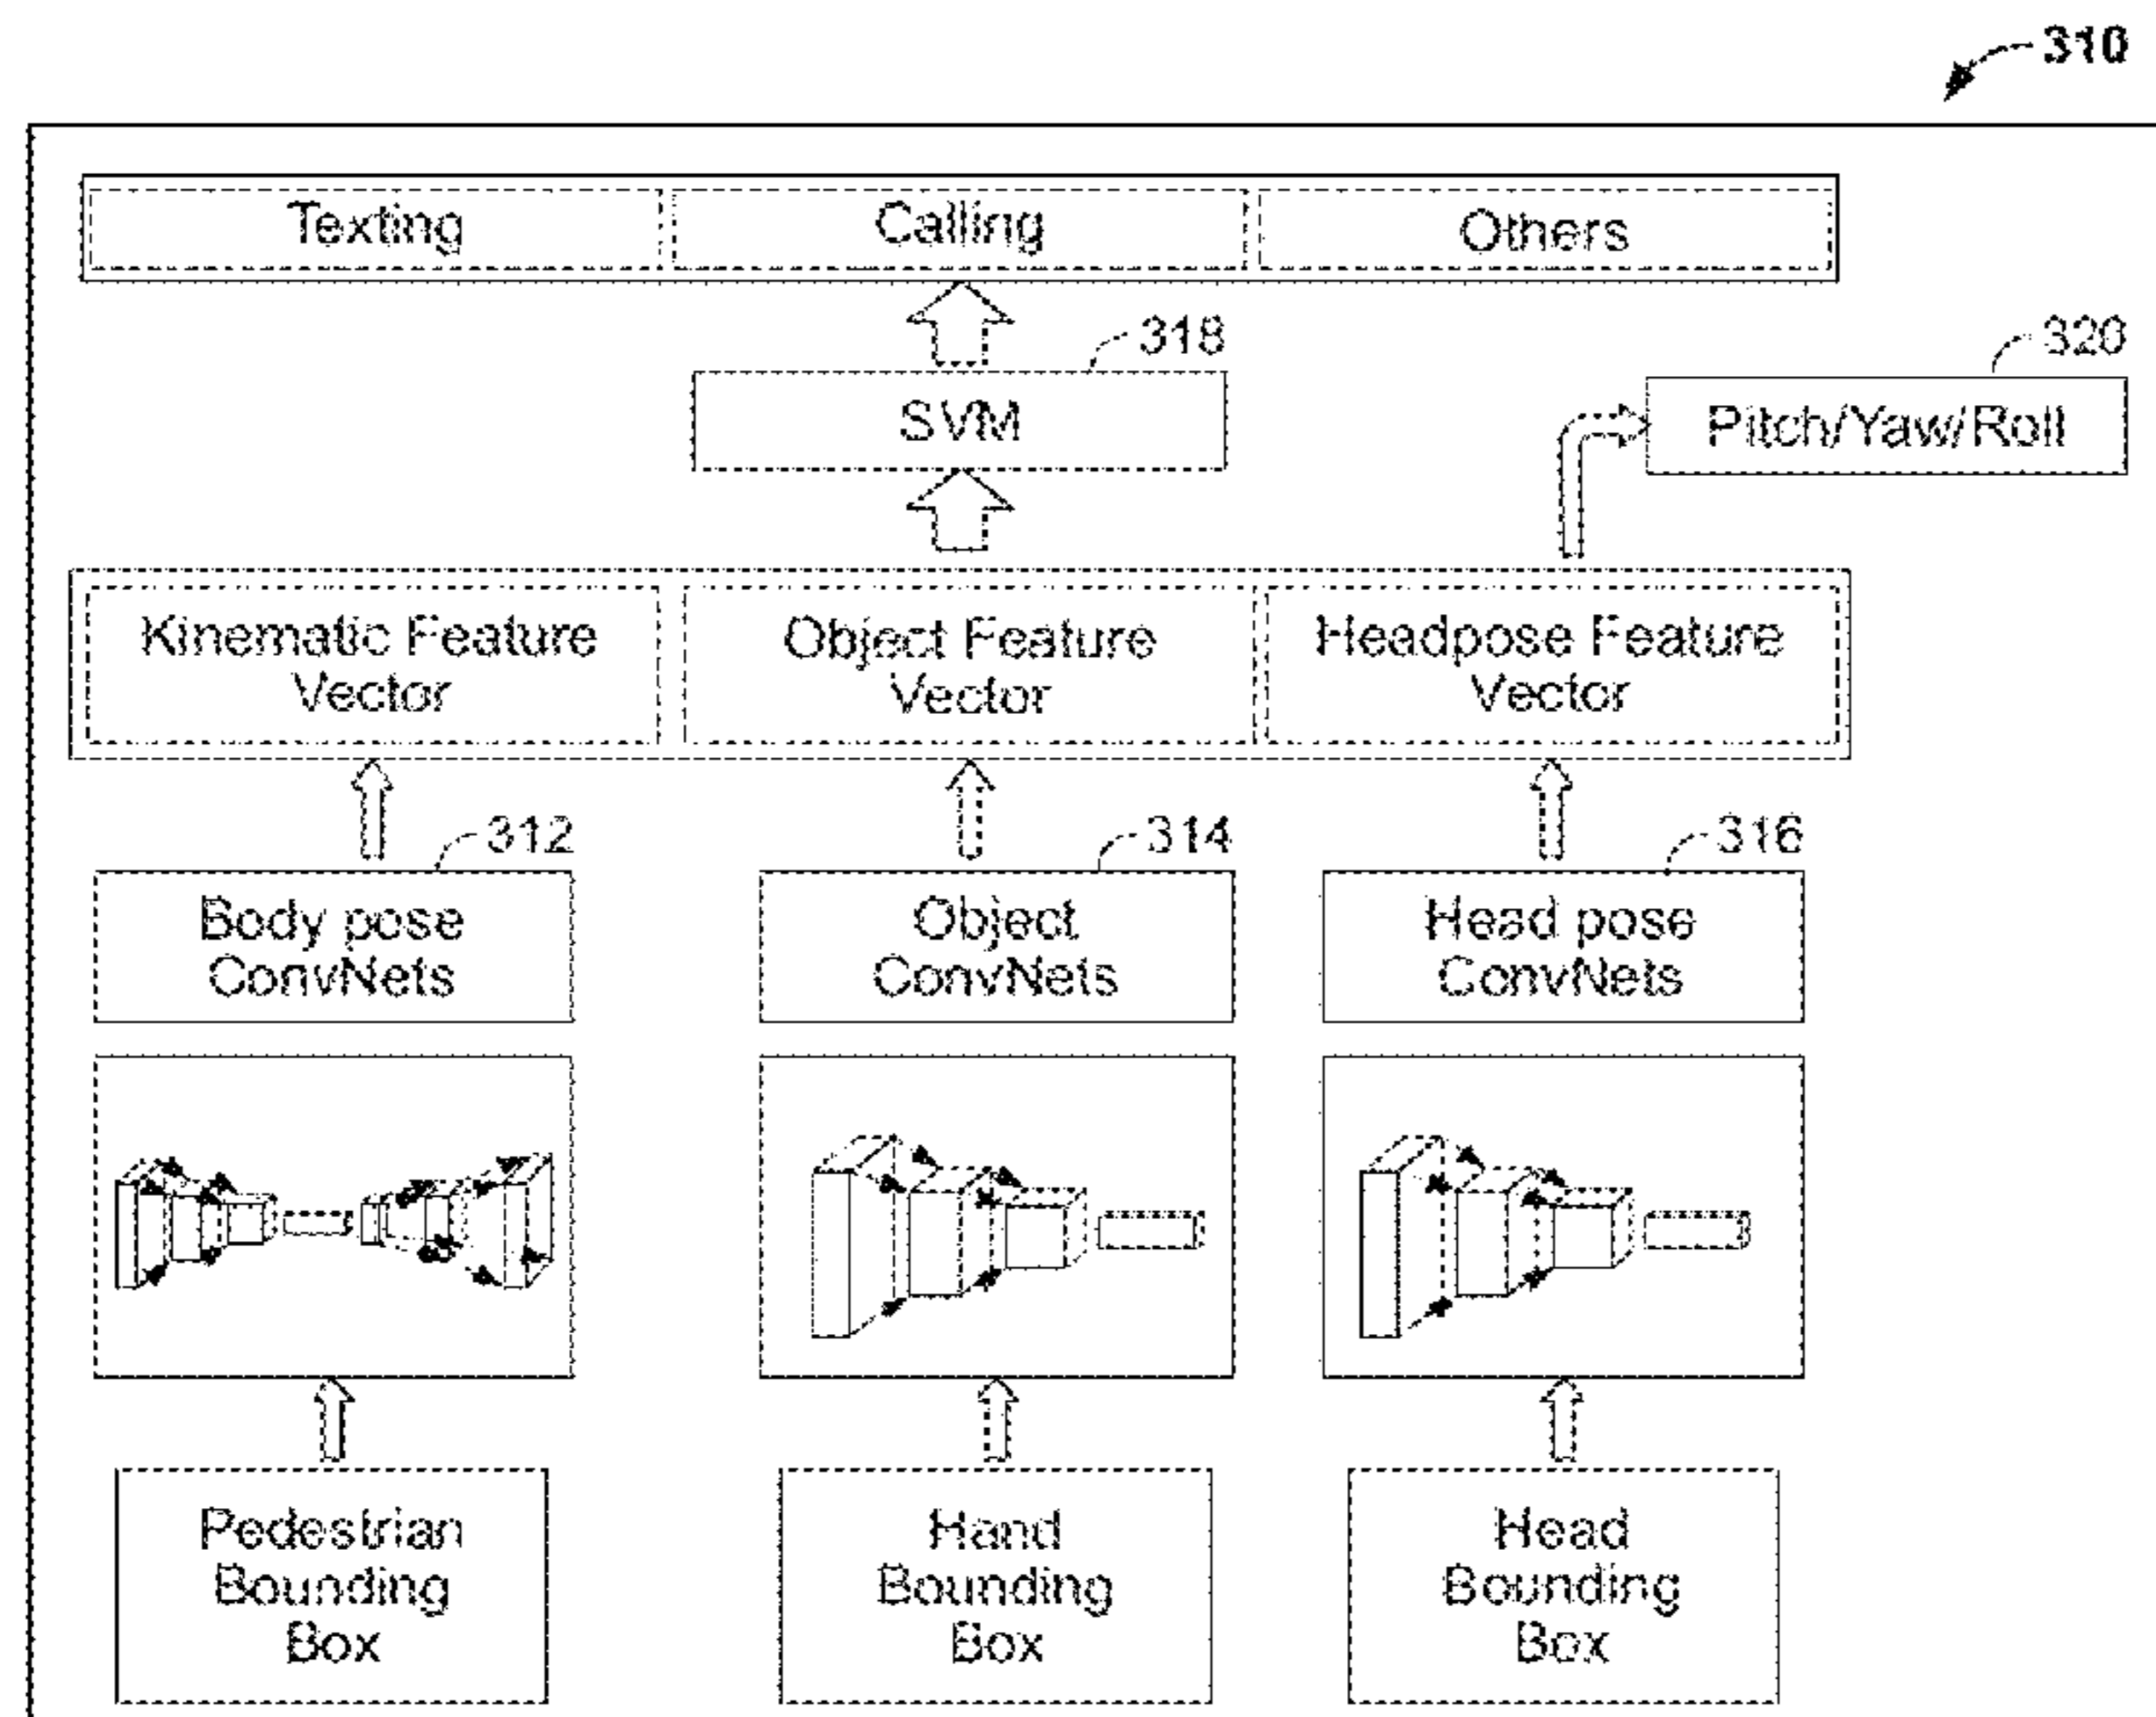 310
Texting Calling Others
318
320
SVM
Pitch/Yaw/Roll
Kinematic Feature
Vector
Object Feature
Vector
Headpose Feature
Vector
312
314
316
Body pose
ConvNets
Object
ConvNets
Head pose
ConvNets
Pedestrian
Bounding
Box
Hand
Bounding
Box
Head
Bounding
Box